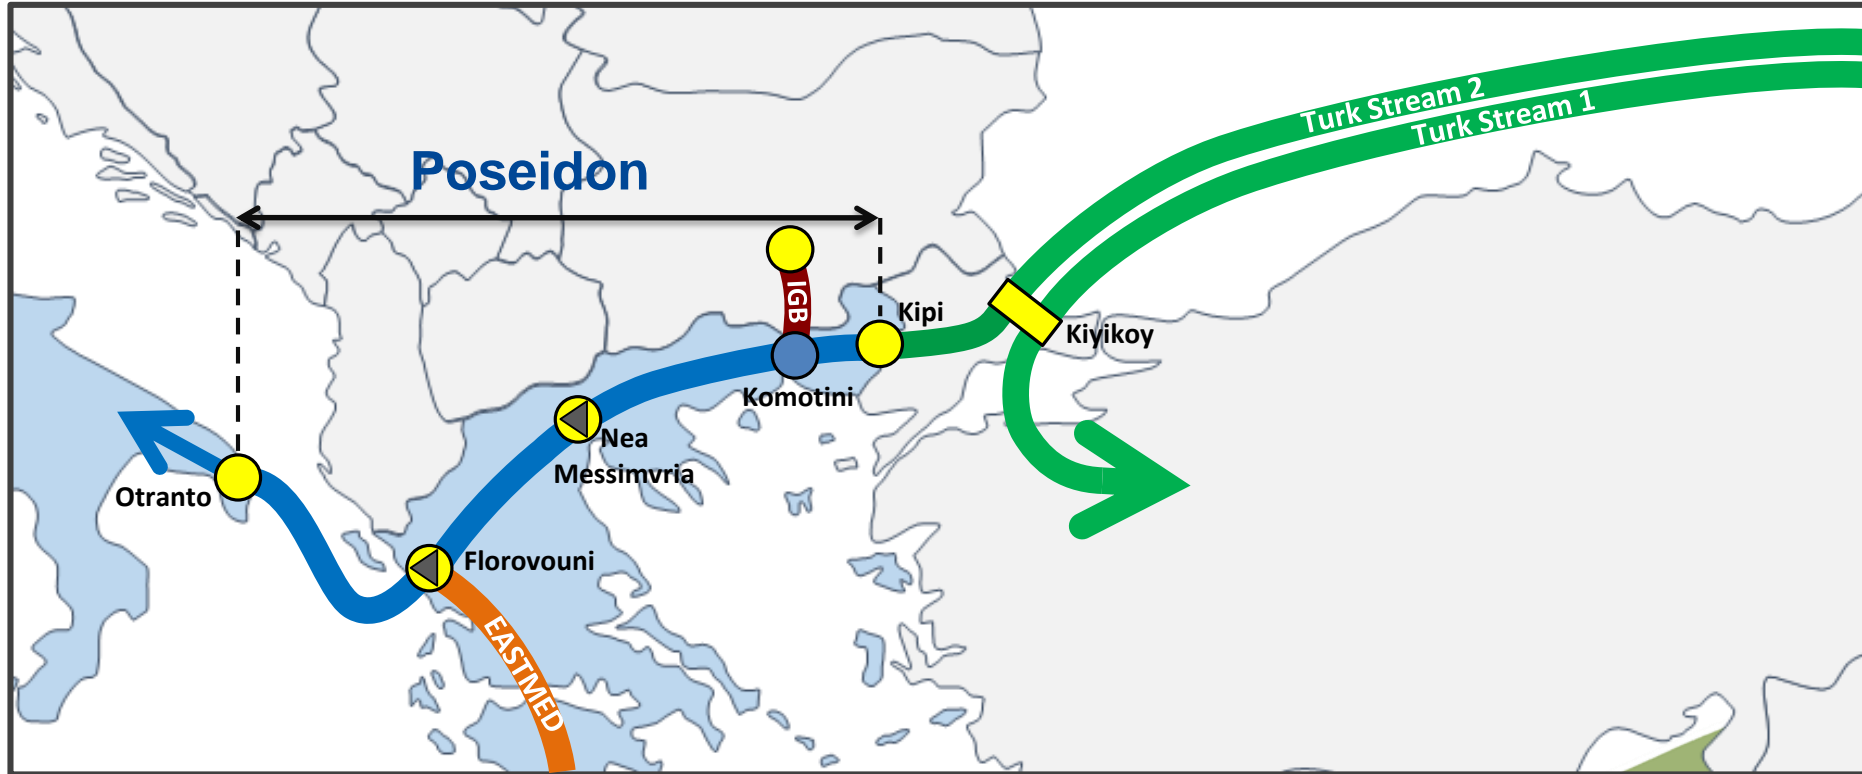 Turk Stream 2
Turk Stream 1
Poseidon
IGB
Kipi
Kiyikoy
Komotini
Nea
Messimvria
Otranto
Florovouni
EASTMED